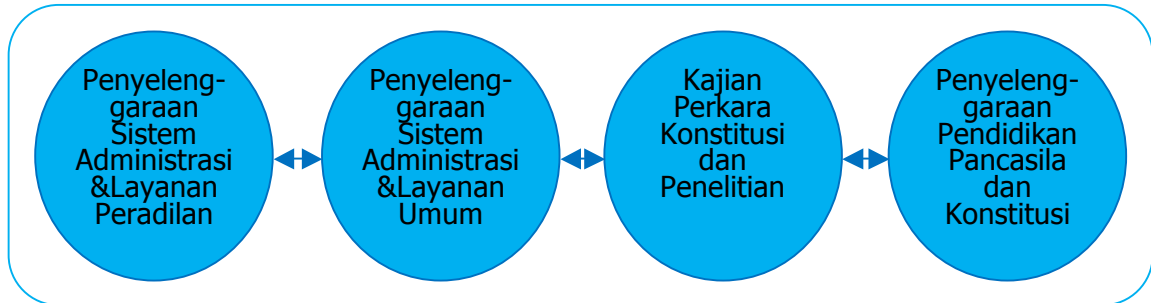 Penyeleng-
garaan
Sistem
Administrasi
&Layanan
Peradilan
Penyeleng-
garaan
Sistem
Administrasi
&Layanan
Umum
Kajian
Perkara
Konstitusi
dan
Penelitian
Penyeleng-
garaan
Pendidikan
Pancasila
dan
Konstitusi